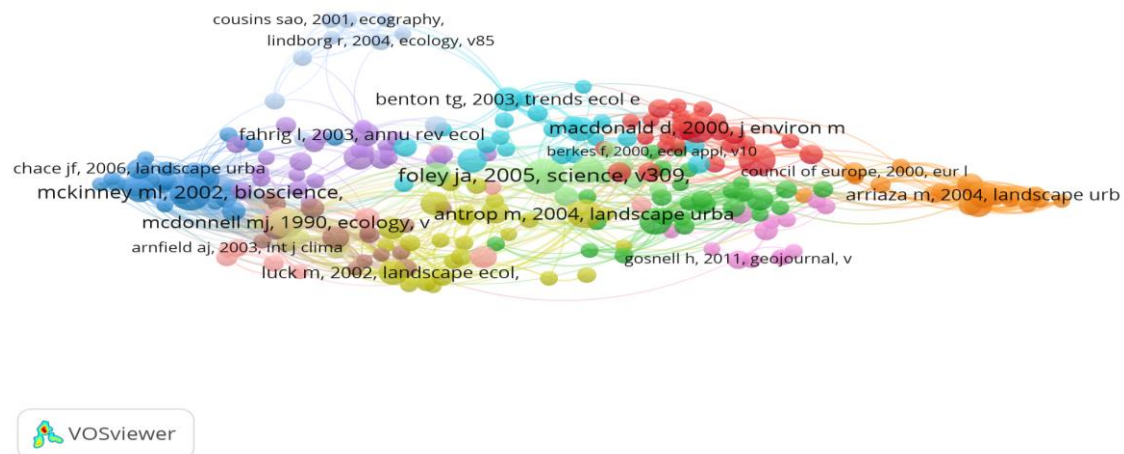 cousins sao, 2001, ecography,
lindborg r, 2004, ecology, v85
benton tg, 2003, trends ecol e
fahrig l, 2003, annu rev ecol
macdonald d, 2000, j environ m
berkes f, 2000, ecol appl, v10
chace jf, 2006, landscape urba
foley ja, 2005, science, v309,
council of europe, 2000, eur l
mckinney ml, 2002, bioscience,
arriaza m, 2004, landscape urb
mcdonnell mj, 1990, ecology, v
antrop m, 2004, landscape urba
arnfield aj, 2003, int j clima
gosnell h, 2011, geojournal, v
luck m, 2002, landscape ecol,
VOSviewer